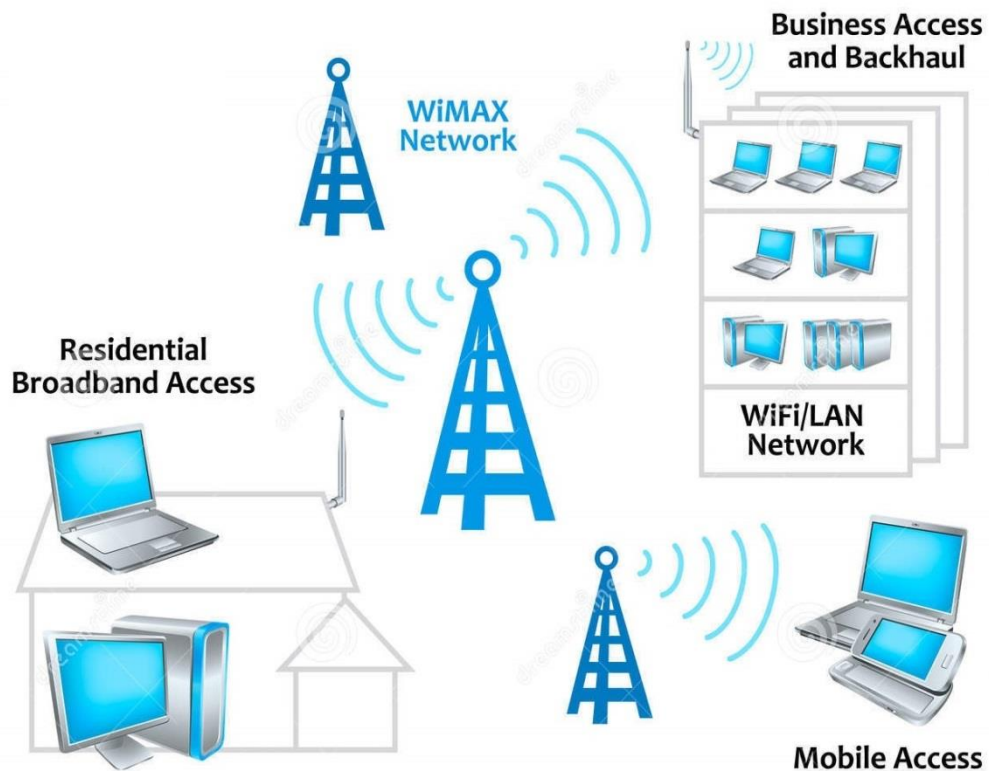 Business Access
and Backhaul
WiMAX
Network
Residential
Broadband Access
WiFi/LAN
Network
Mobile Access